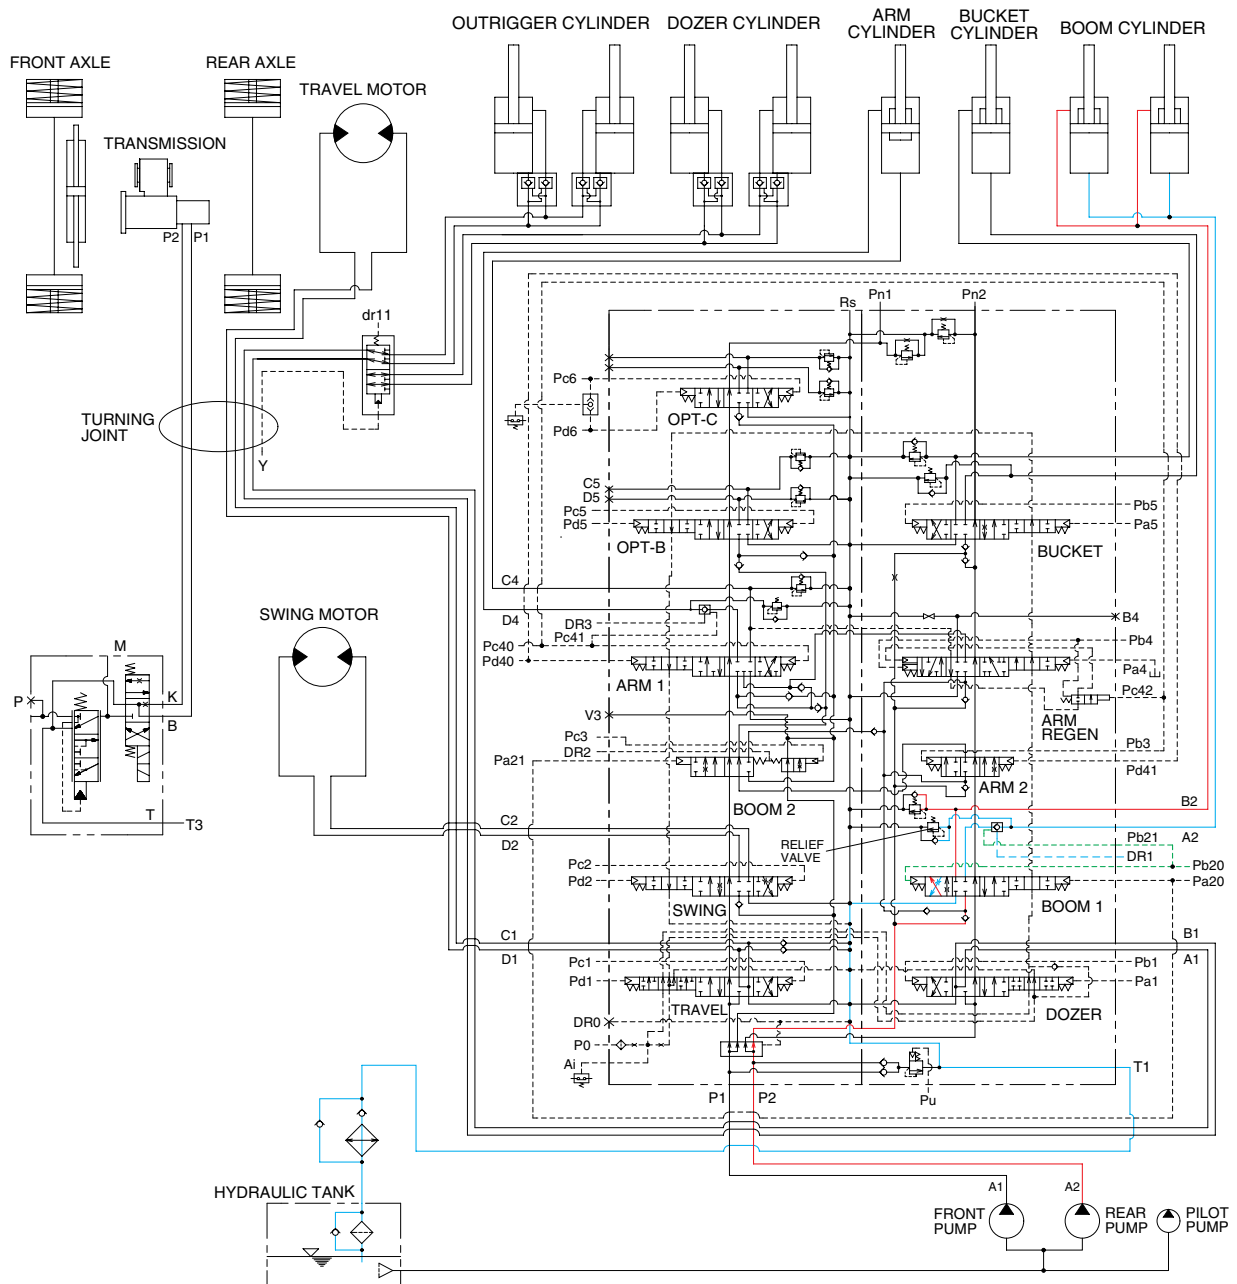 OUTRIGGER CYLINDER
DOZER CYLINDER
ARM
CYLINDER
BUCKET
CYLINDER
BOOM CYLINDER
FRONT AXLE
REAR AXLE
TRAVEL MOTOR
TRANSMISSION
P2
P1
dr11
Rs
Pn1
Pn2
TURNING
JOINT
Y
Pc6
Pd6
OPT-C
C5
D5
Pc5
Pd5
OPT-B
Pb5
Pa5
BUCKET
C4
D4
DR3
Pc41
Pc40
Pd40
ARM 1
B4
Pb4
Pa4
Pc42
ARM
REGEN
SWING MOTOR
M
P
K
B
T
T3
V3
Pc3
DR2
Pa21
BOOM 2
Pb3
Pd41
ARM 2
B2
A2
RELIEF
VALVE
Pb21
DR1
C2
D2
Pc2
Pd2
SWING
Pb20
Pa20
BOOM 1
C1
D1
Pc1
Pd1
TRAVEL
B1
A1
Pb1
Pa1
DOZER
DR0
P0
Ai
T1
P1
P2
Pu
HYDRAULIC TANK
A1
A2
FRONT
PUMP
REAR
PUMP
PILOT
PUMP